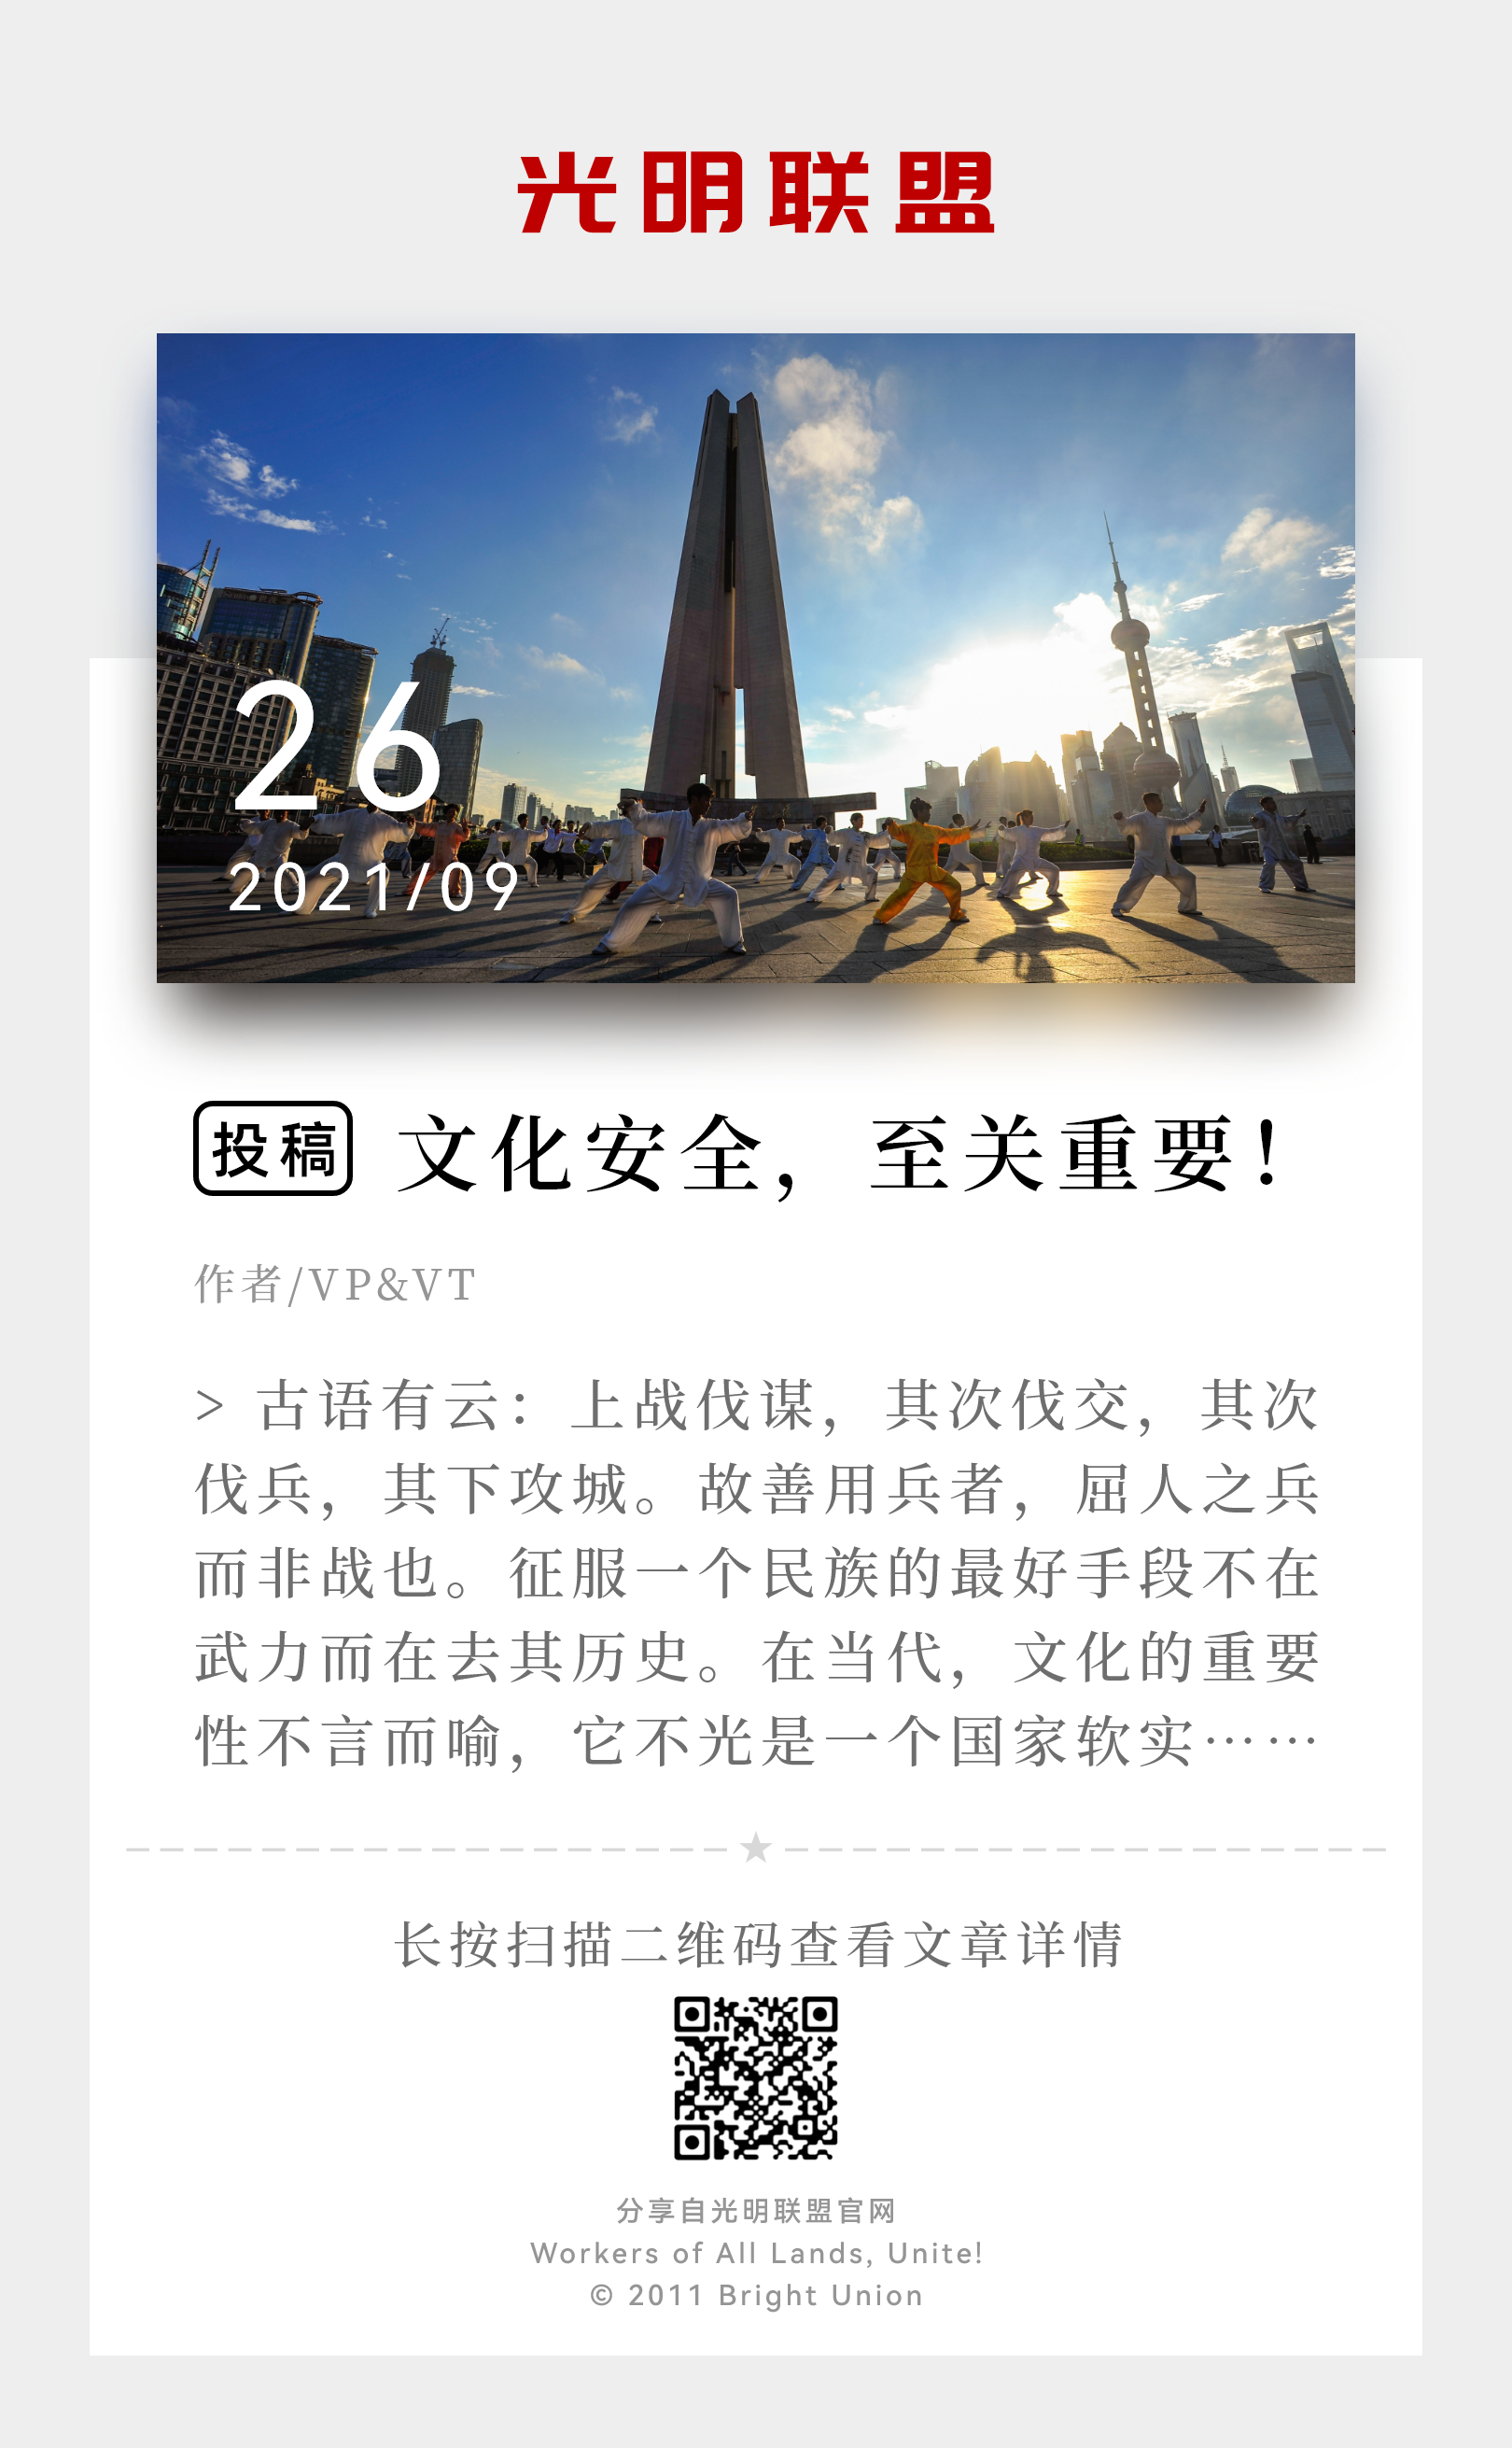 光明联盟
26
2021/09
投稿 文化安全，至关重要！
作者/VP&VT
> 古语有云：上战伐谋，其次伐交，其次
伐兵，其下攻城。故善用兵者，屈人之兵
而非战也。征服一个民族的最好手段不在
武力而在去其历史。在当代，文化的重要
性不言而喻，它不光是一个国家软实……
长按扫描二维码查看文章详情
分享自光明联盟官网
Workers of All Lands, Unite!
© 2011 Bright Union